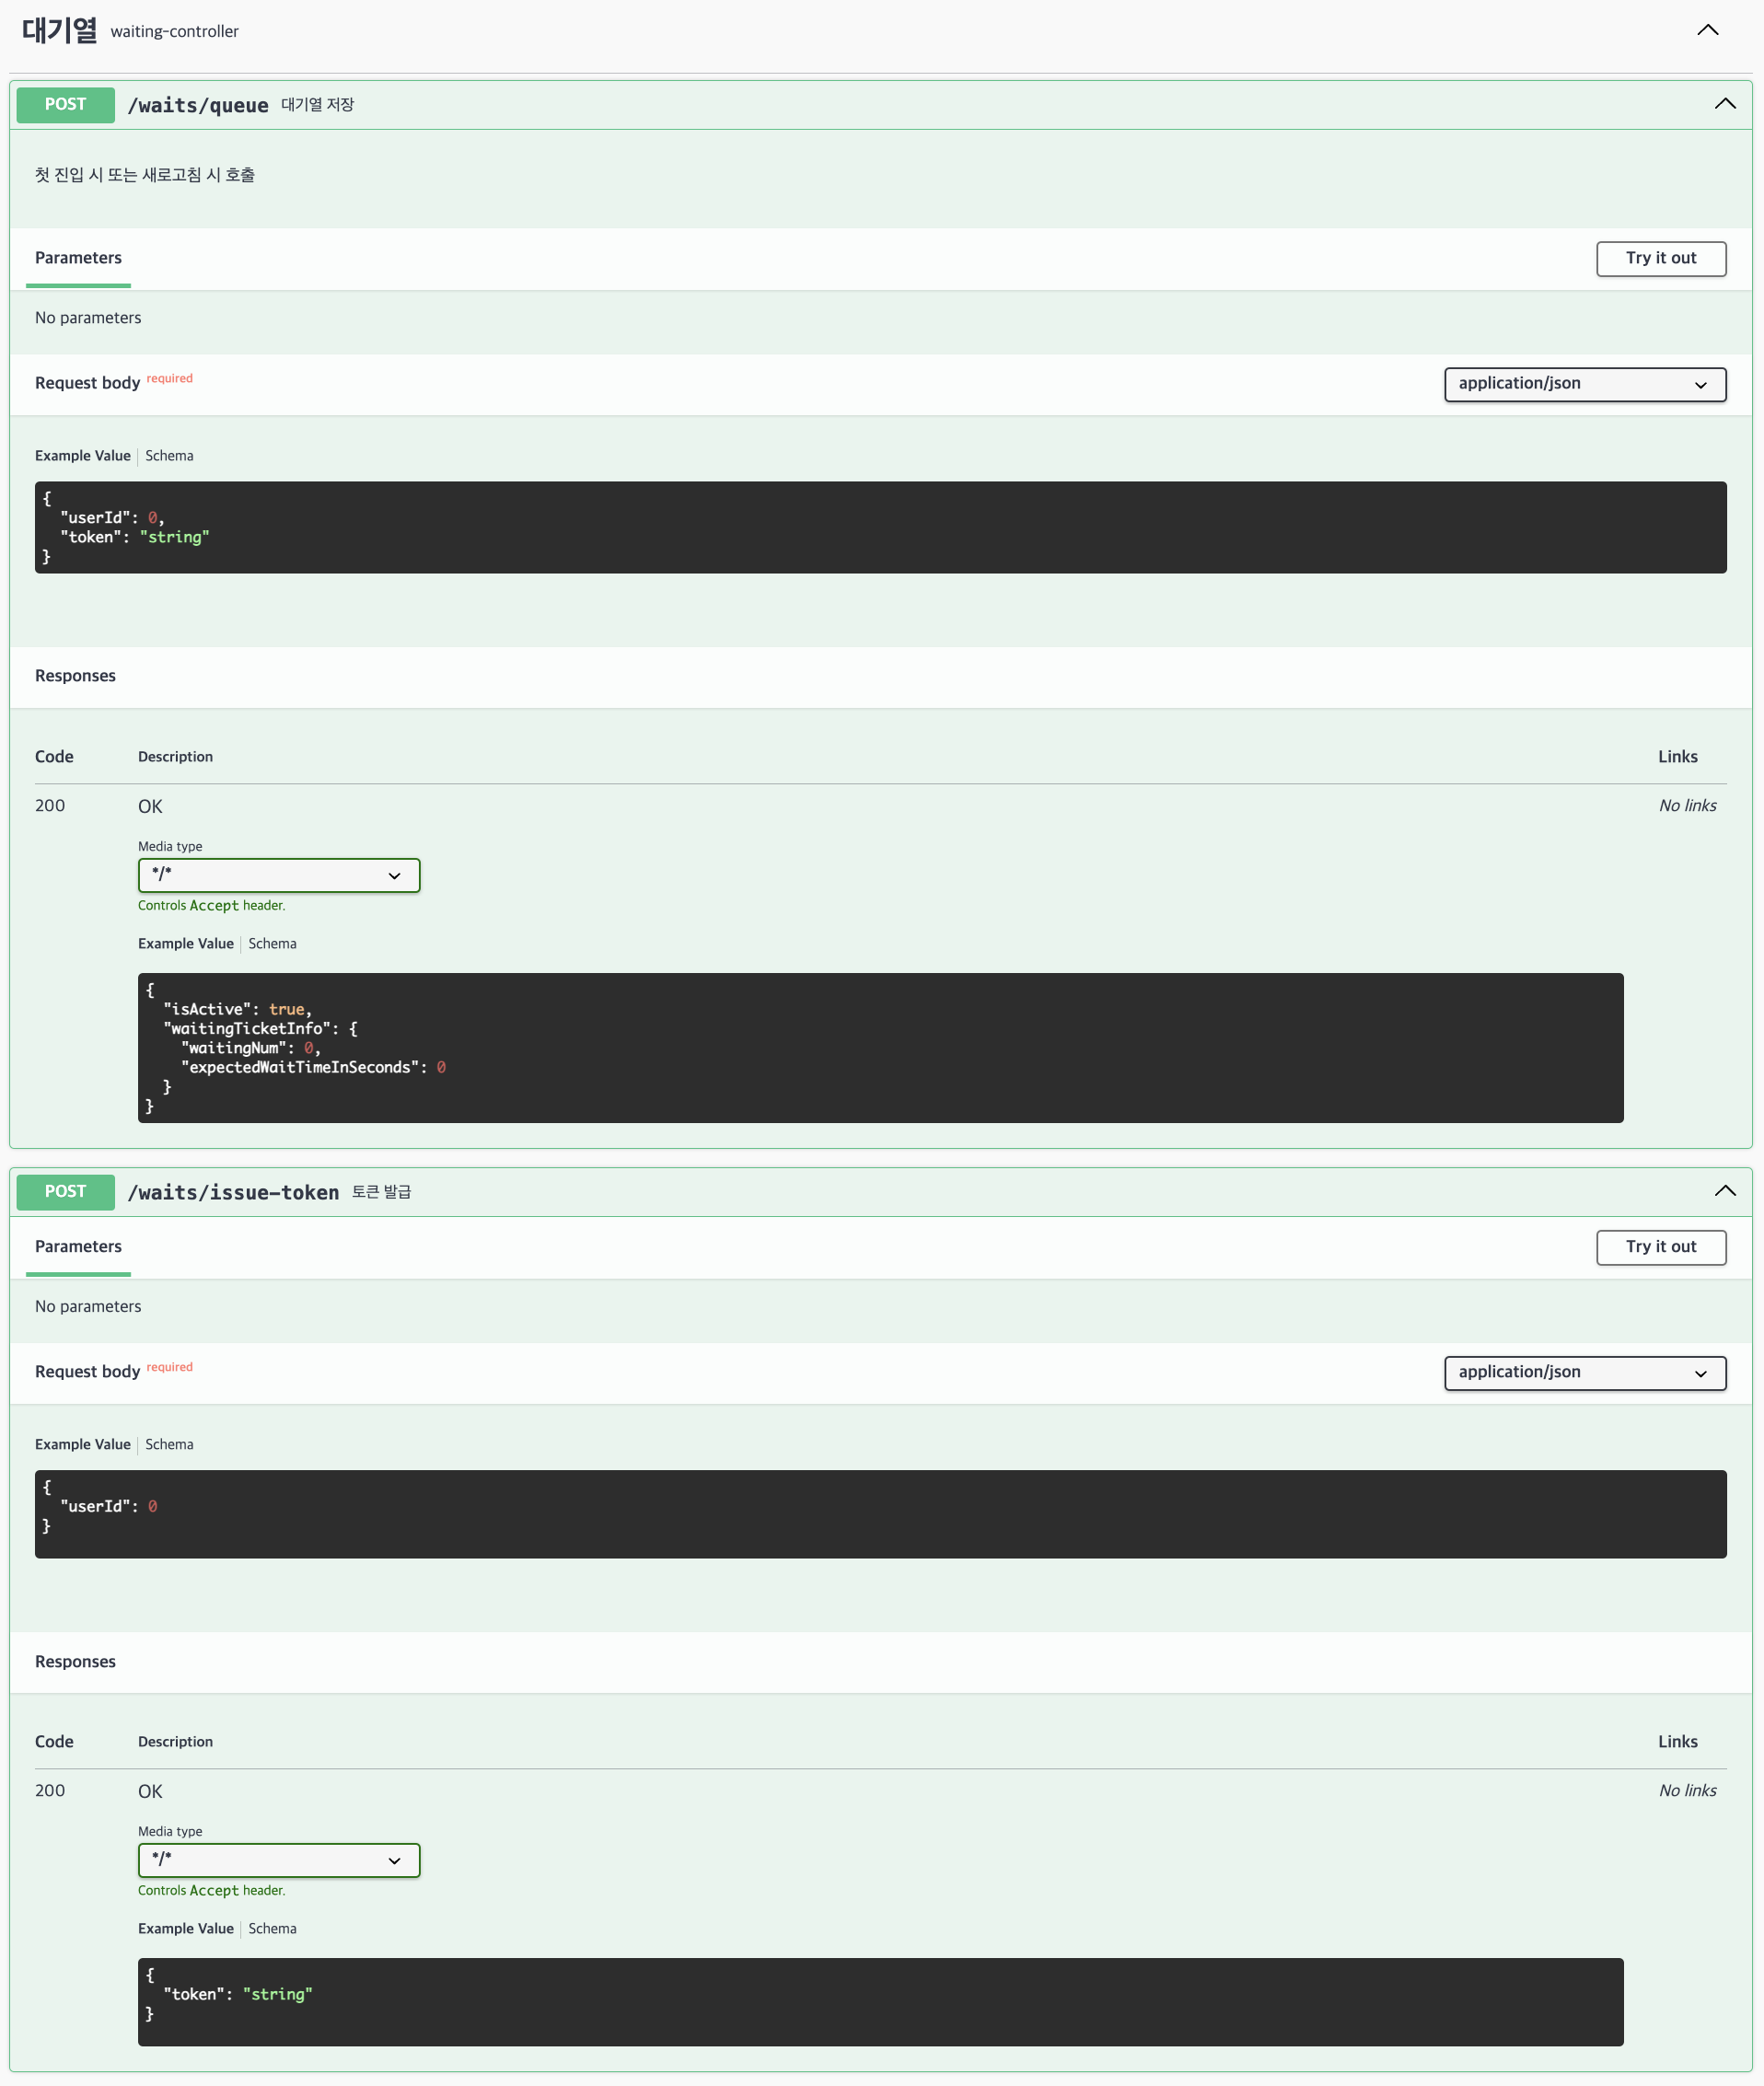 대기열 waiting-controller
POST /waits/queue 대기열 저장
첫 진입 시 또는 새로고침 시 호출
Parameters Try it out
No parameters
Request body required application/json
Example Value Schema
{
  "userId": 0,
  "token": "string"
}
Responses
Code Description Links
200 OK No links
Media type
*/*
Controls Accept header.
Example Value Schema
{
  "isActive": true,
  "waitingTicketInfo": {
    "waitingNum": 0,
    "expectedWaitTimeInSeconds": 0
  }
}
POST /waits/issue-token 토큰 발급
Parameters Try it out
No parameters
Request body required application/json
Example Value Schema
{
  "userId": 0
}
Responses
Code Description Links
200 OK No links
Media type
*/*
Controls Accept header.
Example Value Schema
{
  "token": "string"
}